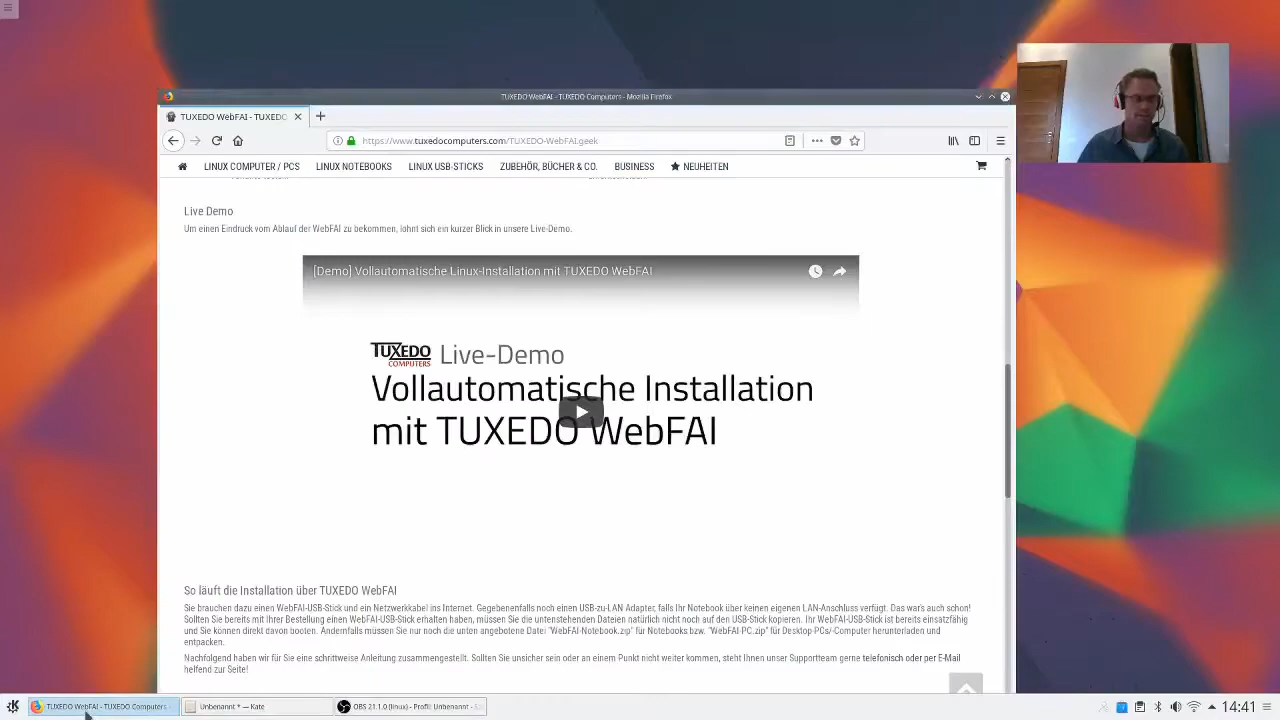 TUXEDO WebFAI - TUXEDO Computers - Mozilla Firefox
TUXEDO WebFAI - TUXEDO
https://www.tuxedocomputers.com/TUXEDO-WebFAI.geek
LINUX COMPUTER / PCS LINUX NOTEBOOKS LINUX USB-STICKS ZUBEHÖR, BÜCHER & CO. BUSINESS NEUHEITEN
Live Demo
Um einen Eindruck vom Ablauf der WebFAI zu bekommen, lohnt sich ein kurzer Blick in unsere Live-Demo.
[Demo] Vollautomatische Linux-Installation mit TUXEDO WebFAI
TUXEDO COMPUTERS Live-Demo
Vollautomatische Installation
mit TUXEDO WebFAI
So läuft die Installation über TUXEDO WebFAI
Sie brauchen dazu einen WebFAI-USB-Stick und ein Netzwerkkabel ins Internet. Gegebenenfalls noch einen USB-zu-LAN Adapter, falls Ihr Notebook über keinen eigenen LAN-Anschluss verfügt. Das war's auch schon!
Sollten Sie bereits mit Ihrer Bestellung einen WebFAI-USB-Stick erhalten haben, müssen Sie die untenstehenden Dateien natürlich nicht noch auf den USB-Stick kopieren. Ihr WebFAI-USB-Stick ist bereits einsatzfähig
und Sie können direkt davon booten. Andernfalls müssen Sie nur noch die unten angebotene Datei "WebFAI-Notebook.zip" für Notebooks bzw. "WebFAI-PC.zip" für Desktop-PCs/-Computer herunterladen und
entpacken.
Nachfolgend haben wir für Sie eine schrittweise Anleitung zusammengestellt. Sollten Sie unsicher sein oder an einem Punkt nicht weiter kommen, steht Ihnen unser Supportteam gerne telefonisch oder per E-Mail
helfend zur Seite!
TUXEDO WebFAI - TUXEDO Computers - Unbenannt * — Kate OBS 21.1.0 (linux) - Profil: Unbenannt - 14:41